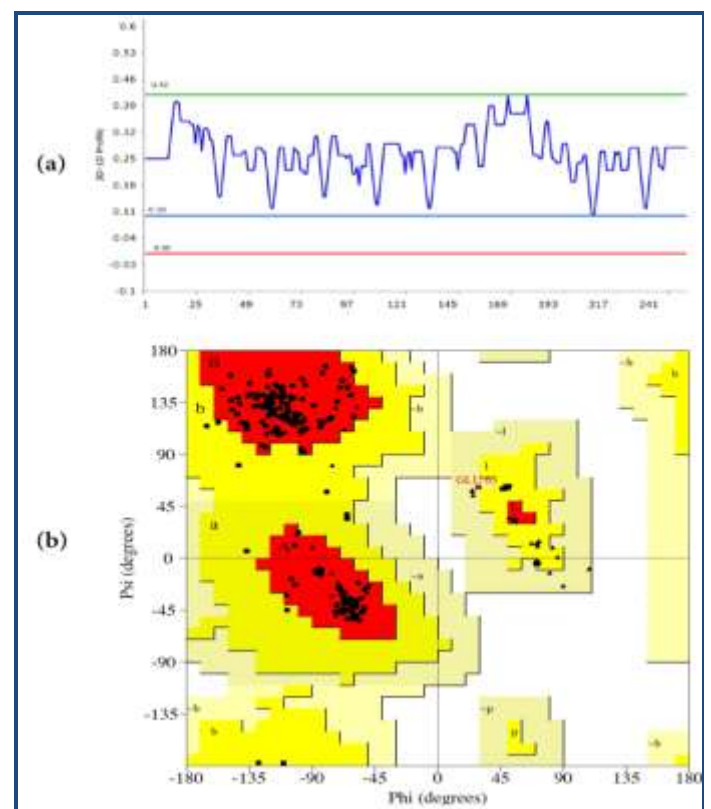 (a)
3D-1D Profile
0.6
0.53
0.46
0.39
0.32
0.25
0.18
0.11
0.04
-0.03
-0.1
1 25 49 73 97 121 145 169 193 217 241
(b)
Psi (degrees)
180
135
90
45
0
-45
-90
-135
b
~b
~b
b
~l
l
a
~a
~b
b
~p
p
~b
-180 -135 -90 -45 0 45 90 135 180
Phi (degrees)